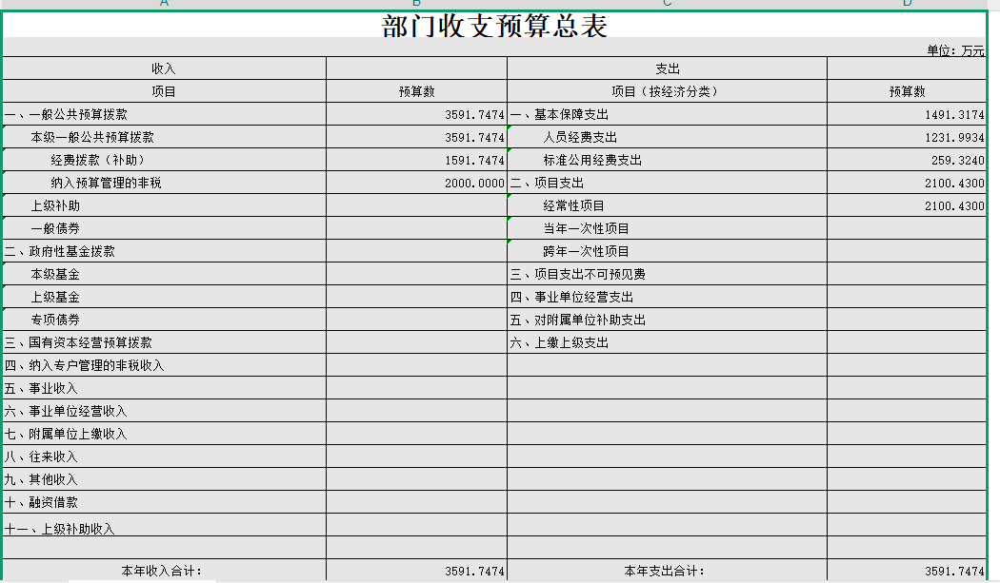 A B C D
部门收支预算总表
单位：万元
收入 支出
项目 预算数 项目（按经济分类） 预算数
一、一般公共预算拨款 3591.7474 一、基本保障支出 1491.3174
本级一般公共预算拨款 3591.7474 人员经费支出 1231.9934
经费拨款（补助） 1591.7474 标准公用经费支出 259.3240
纳入预算管理的非税 2000.0000 二、项目支出 2100.4300
上级补助 经常性项目 2100.4300
一般债券 当年一次性项目
二、政府性基金拨款 跨年一次性项目
本级基金 三、项目支出不可预见费
上级基金 四、事业单位经营支出
专项债券 五、对附属单位补助支出
三、国有资本经营预算拨款 六、上缴上级支出
四、纳入专户管理的非税收入
五、事业收入
六、事业单位经营收入
七、附属单位上缴收入
八、往来收入
九、其他收入
十、融资借款
十一、上级补助收入
本年收入合计： 3591.7474 本年支出合计： 3591.7474